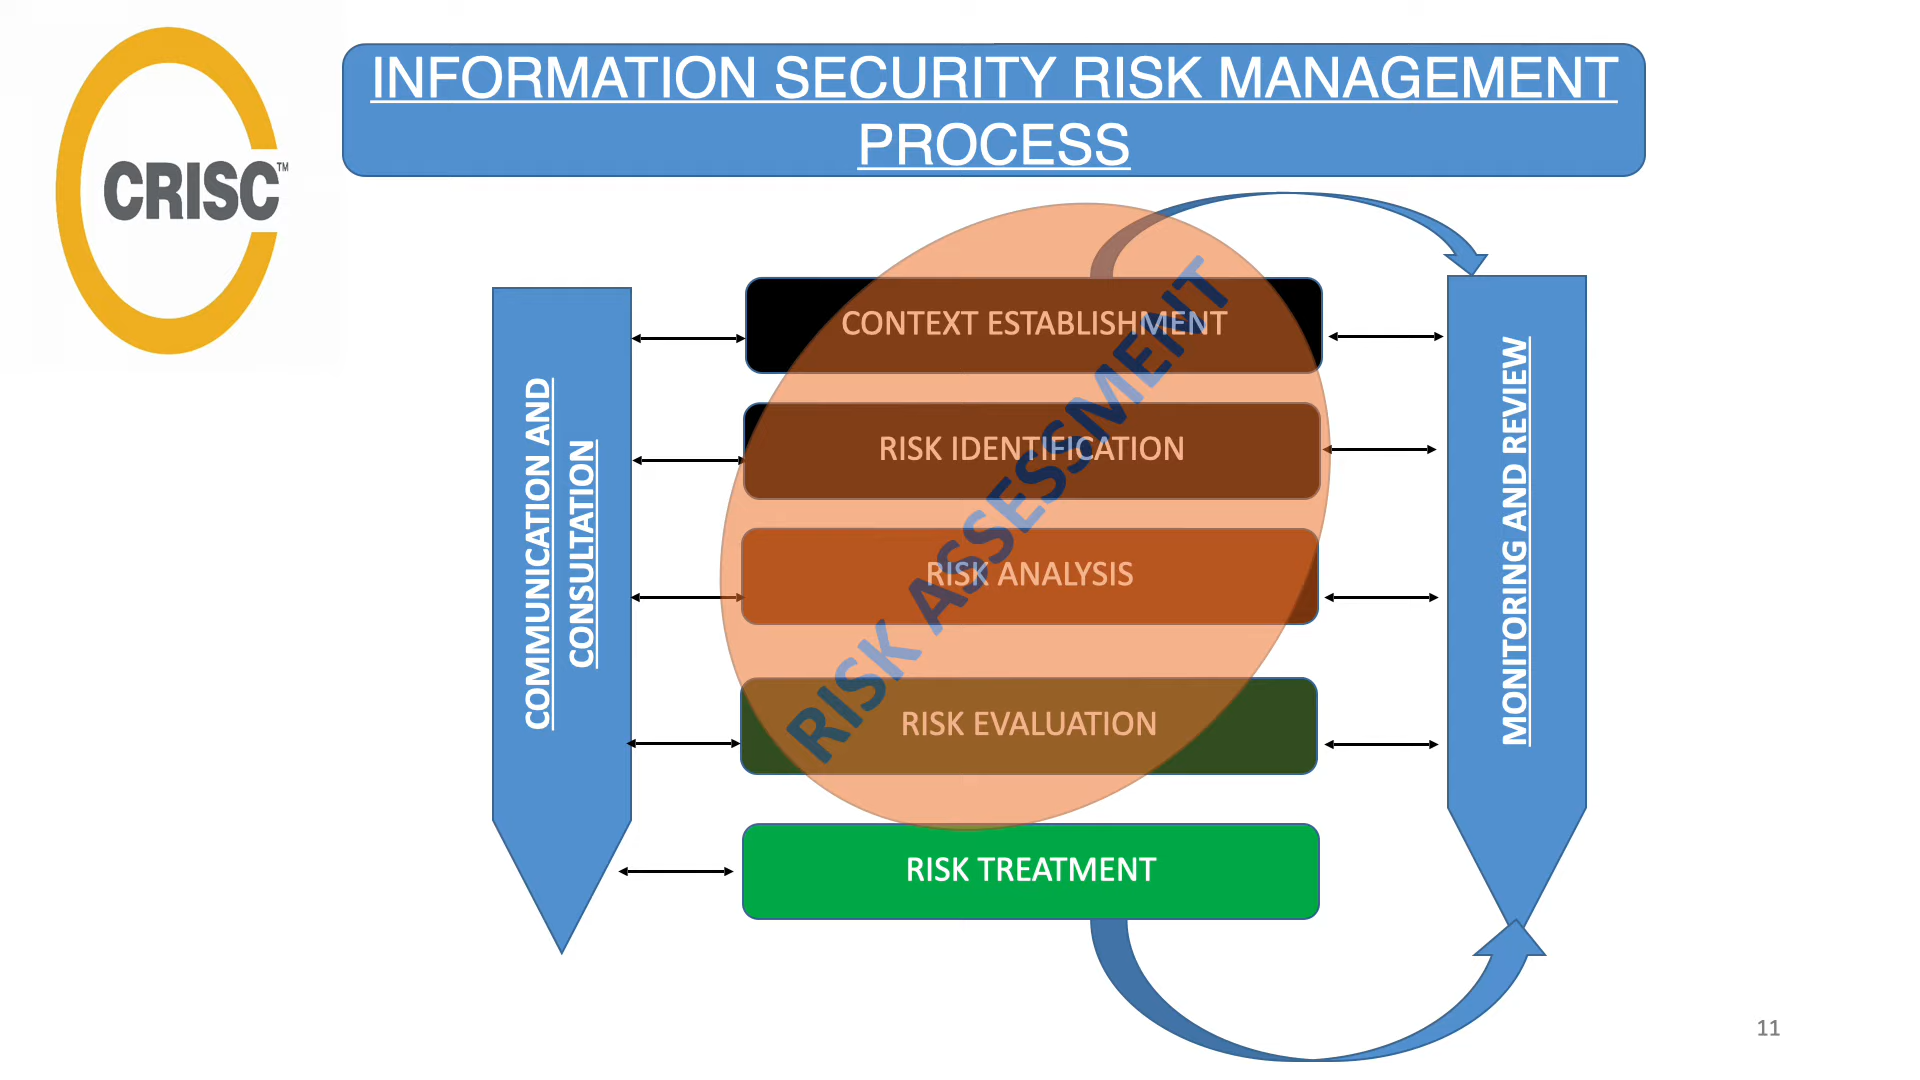 CRISC™
INFORMATION SECURITY RISK MANAGEMENT
PROCESS
COMMUNICATION AND
CONSULTATION
CONTEXT ESTABLISHMENT
RISK IDENTIFICATION
RISK ANALYSIS
RISK EVALUATION
RISK TREATMENT
RISK ASSESSMENT
MONITORING AND REVIEW
11